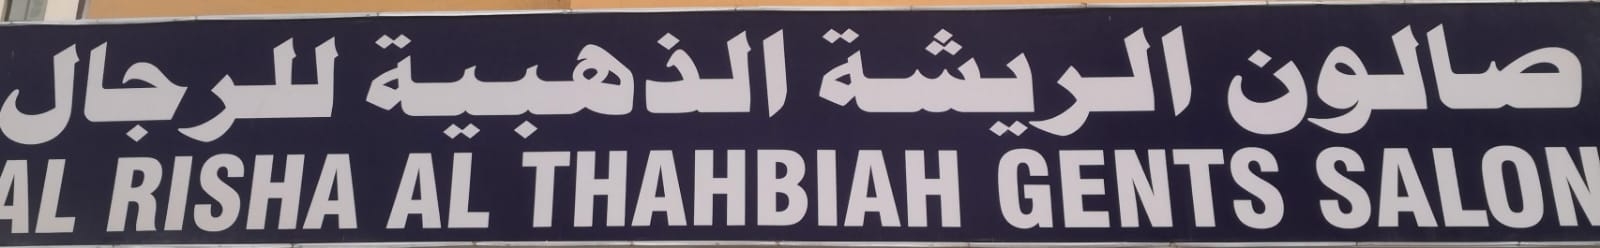 صالون الريشة الذهبية للرجال
AL RISHA AL THAHBIAH GENTS SALON